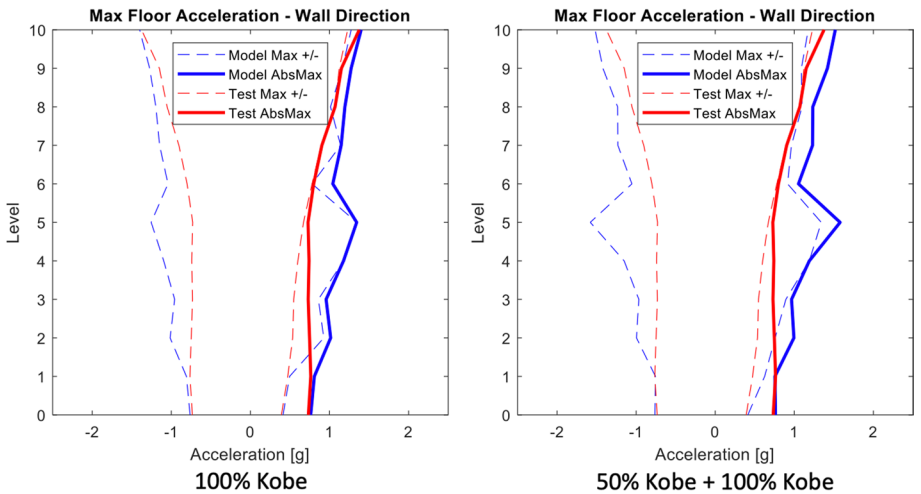 Max Floor Acceleration - Wall Direction
10
9
8
7
6
5
4
3
2
1
0
Level
Model Max +/-
Model AbsMax
Test Max +/-
Test AbsMax
-2 -1 0 1 2
Acceleration [g]
100% Kobe
Max Floor Acceleration - Wall Direction
10
9
8
7
6
5
4
3
2
1
0
Level
Model Max +/-
Model AbsMax
Test Max +/-
Test AbsMax
-2 -1 0 1 2
Acceleration [g]
50% Kobe + 100% Kobe